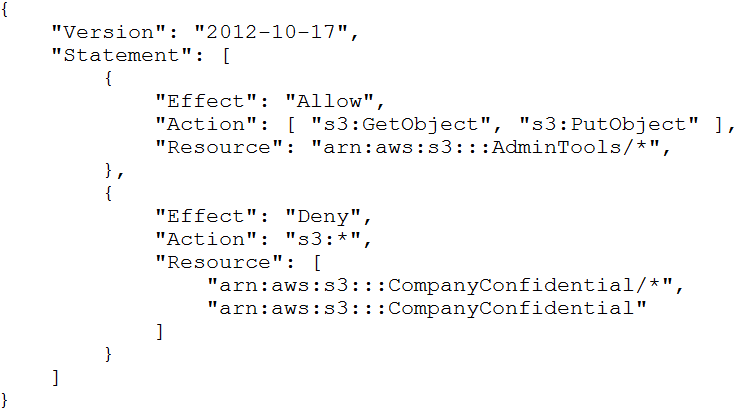 {
    "Version": "2012-10-17",
    "Statement": [
        {
            "Effect": "Allow",
            "Action": [ "s3:GetObject", "s3:PutObject" ],
            "Resource": "arn:aws:s3:::AdminTools/*",
        },
        {
            "Effect": "Deny",
            "Action": "s3:*",
            "Resource": [
                "arn:aws:s3:::CompanyConfidential/*",
                "arn:aws:s3:::CompanyConfidential"
            ]
        }
    ]
}